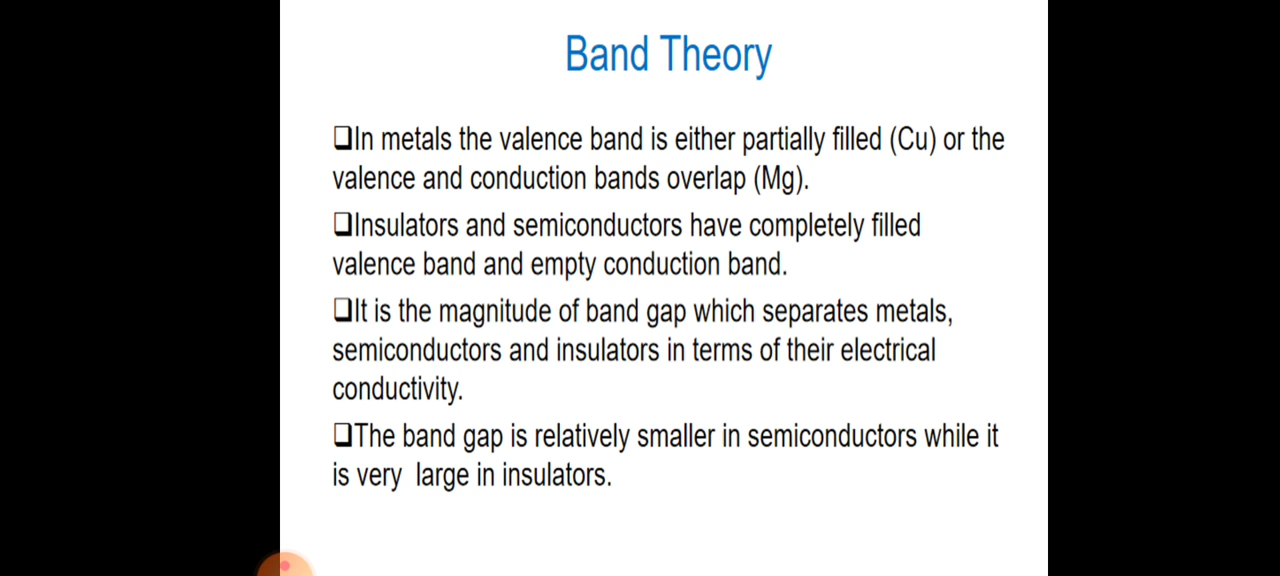 Band Theory
❑In metals the valence band is either partially filled (Cu) or the
valence and conduction bands overlap (Mg).
❑Insulators and semiconductors have completely filled
valence band and empty conduction band.
❑It is the magnitude of band gap which separates metals,
semiconductors and insulators in terms of their electrical
conductivity.
❑The band gap is relatively smaller in semiconductors while it
is very  large in insulators.